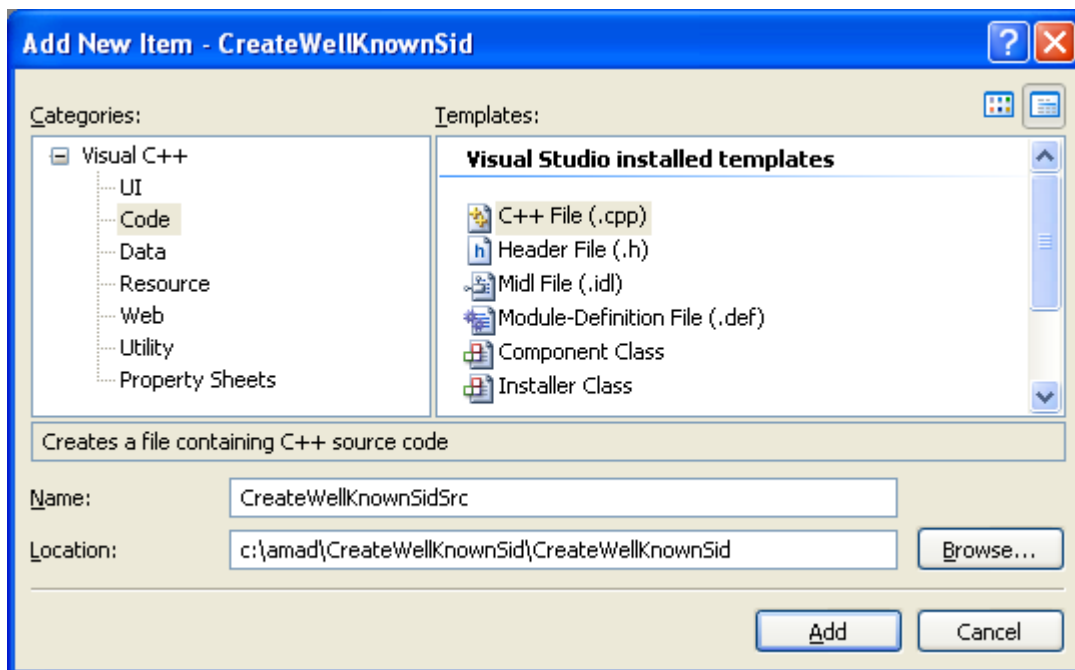 Add New Item - CreateWellKnownSid
Categories:
Visual C++
UI
Code
Data
Resource
Web
Utility
Property Sheets
Templates:
Visual Studio installed templates
C++ File (.cpp)
Header File (.h)
Midl File (.idl)
Module-Definition File (.def)
Component Class
Installer Class
Creates a file containing C++ source code
Name:
CreateWellKnownSidSrc
Location:
c:\amad\CreateWellKnownSid\CreateWellKnownSid
Browse...
Add
Cancel